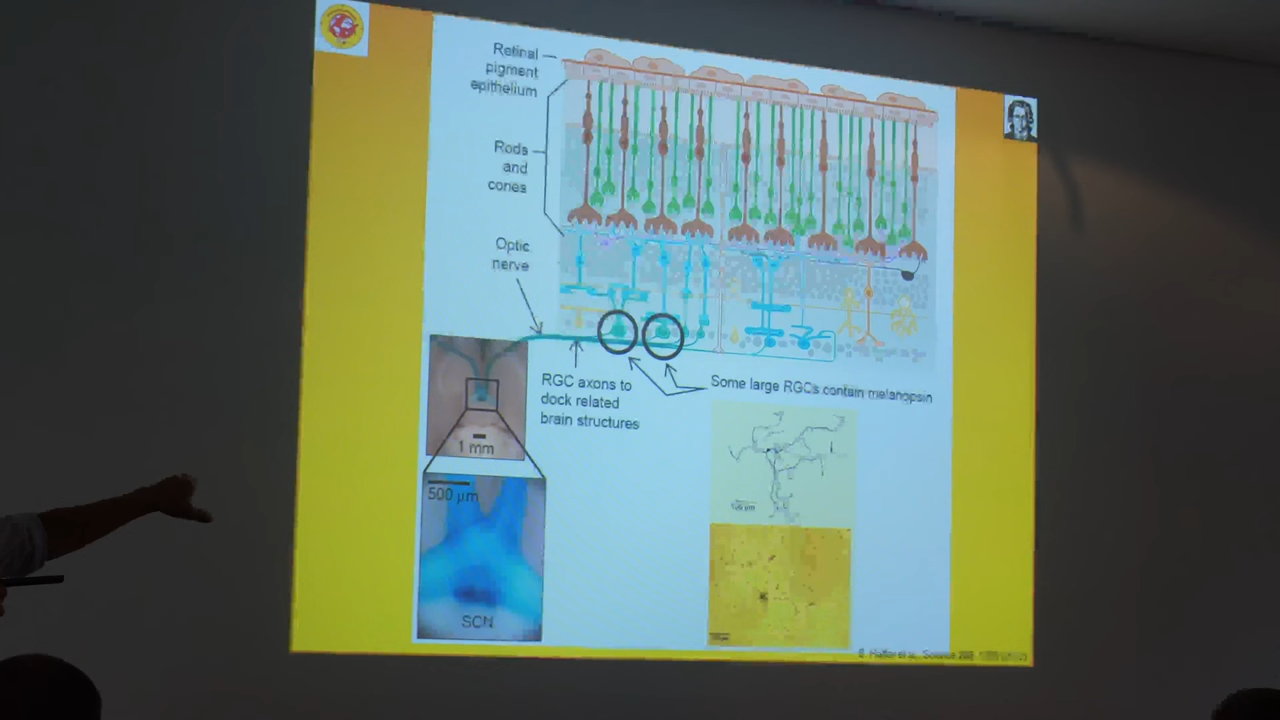 Retinal
pigment
epithelium
Rods
and
cones
Optic
nerve
RGC axons to
dock related
brain structures
Some large RGCs contain melanopsin
1 mm
500 µm
SCN